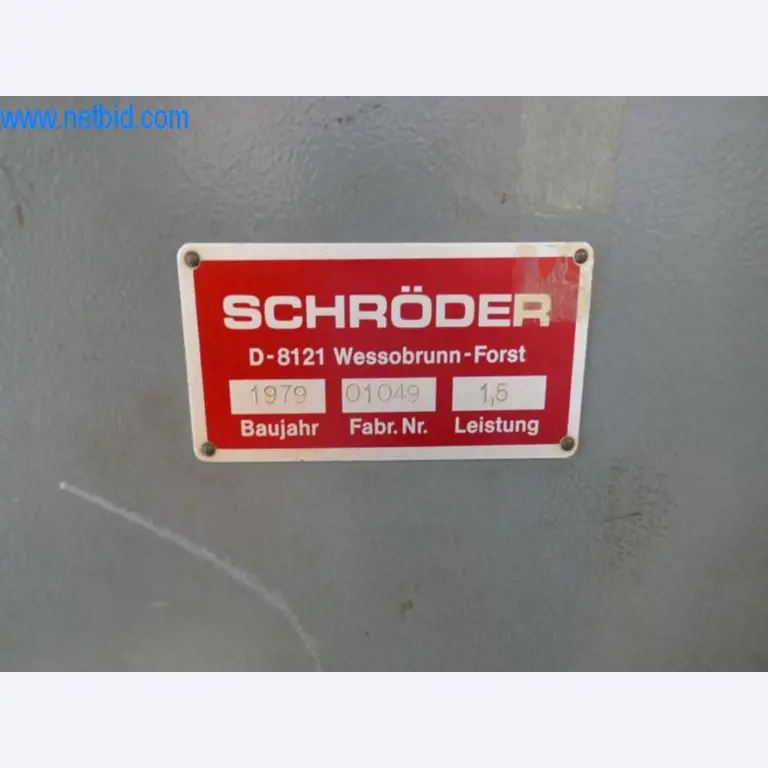 www.netbid.com
SCHRÖDER
D-8121 Wessobrunn-Forst
1979 01049 1,5
Baujahr Fabr. Nr. Leistung